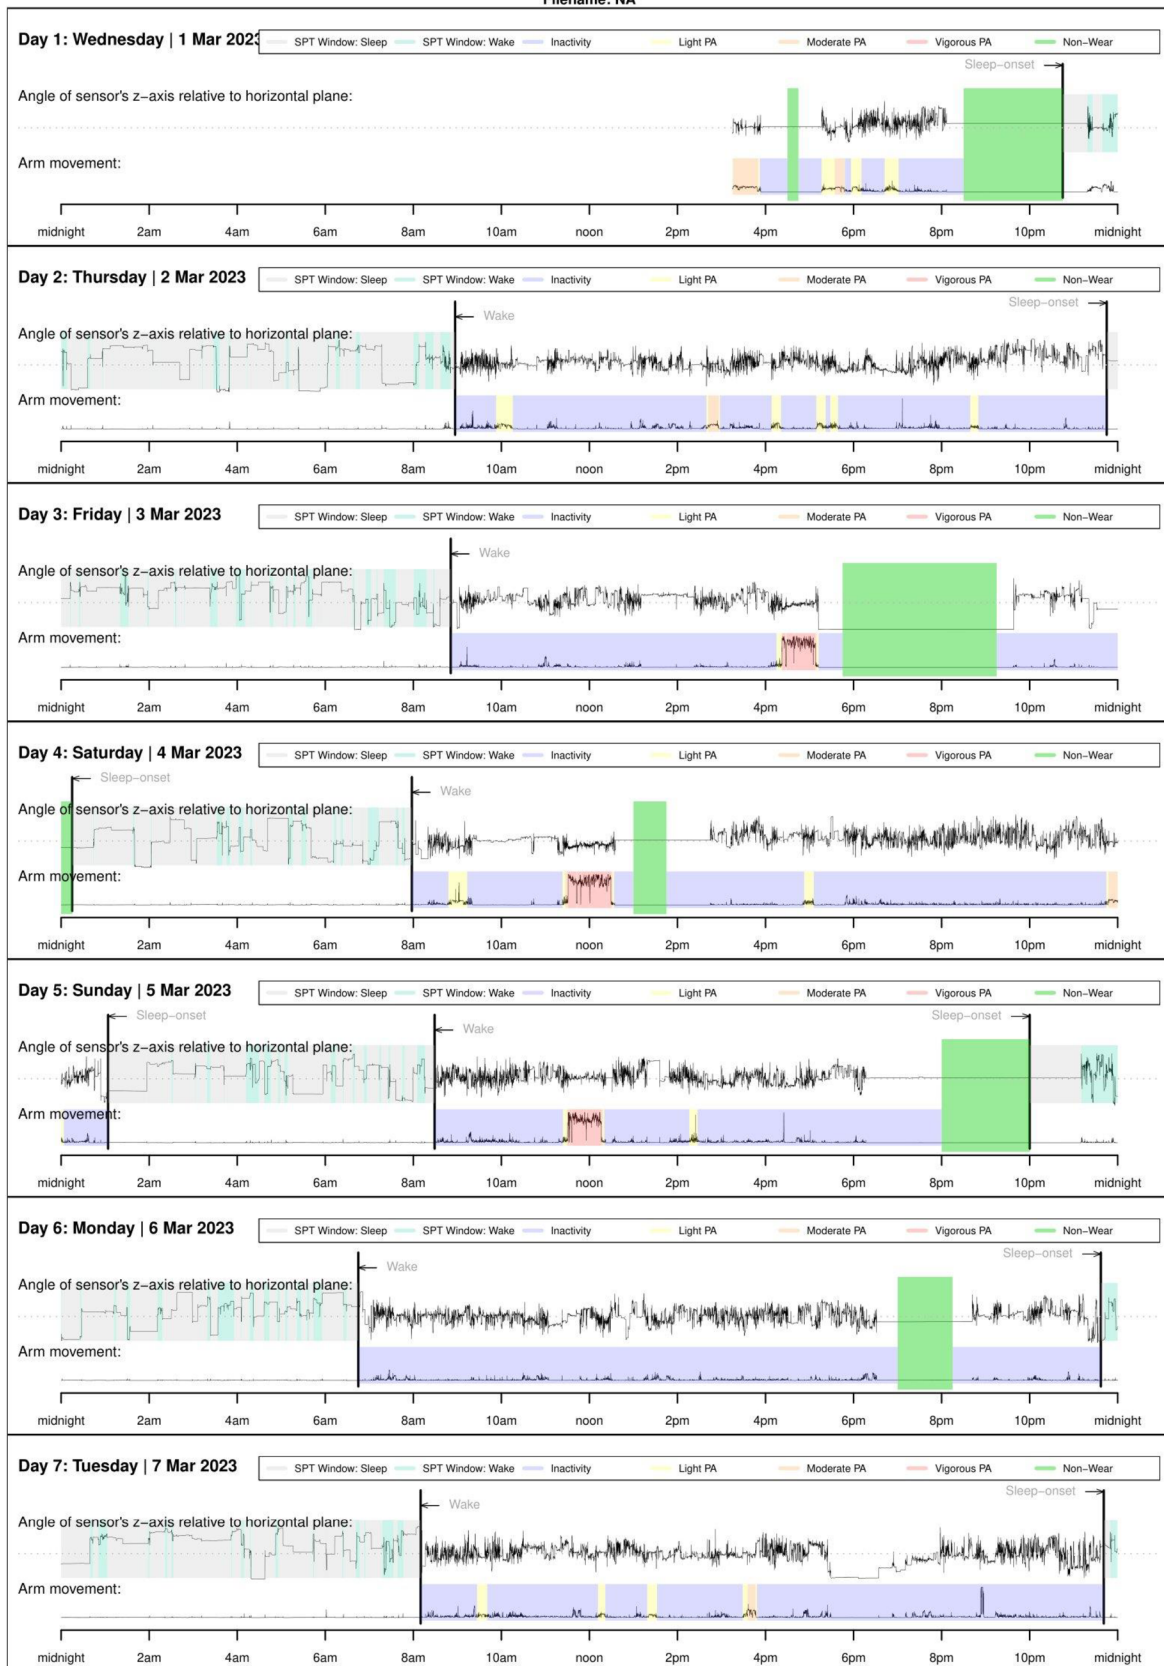 Filename: NA
Day 1: Wednesday | 1 Mar 2023 SPT Window: Sleep SPT Window: Wake Inactivity Light PA Moderate PA Vigorous PA Non−Wear
Sleep−onset
Angle of sensor's z−axis relative to horizontal plane:
Arm movement:
midnight 2am 4am 6am 8am 10am noon 2pm 4pm 6pm 8pm 10pm midnight
Day 2: Thursday | 2 Mar 2023 SPT Window: Sleep SPT Window: Wake Inactivity Light PA Moderate PA Vigorous PA Non−Wear
Sleep−onset
Wake
Angle of sensor's z−axis relative to horizontal plane:
Arm movement:
midnight 2am 4am 6am 8am 10am noon 2pm 4pm 6pm 8pm 10pm midnight
Day 3: Friday | 3 Mar 2023 SPT Window: Sleep SPT Window: Wake Inactivity Light PA Moderate PA Vigorous PA Non−Wear
Wake
Angle of sensor's z−axis relative to horizontal plane:
Arm movement:
midnight 2am 4am 6am 8am 10am noon 2pm 4pm 6pm 8pm 10pm midnight
Day 4: Saturday | 4 Mar 2023 SPT Window: Sleep SPT Window: Wake Inactivity Light PA Moderate PA Vigorous PA Non−Wear
Sleep−onset
Wake
Angle of sensor's z−axis relative to horizontal plane:
Arm movement:
midnight 2am 4am 6am 8am 10am noon 2pm 4pm 6pm 8pm 10pm midnight
Day 5: Sunday | 5 Mar 2023 SPT Window: Sleep SPT Window: Wake Inactivity Light PA Moderate PA Vigorous PA Non−Wear
Sleep−onset Sleep−onset
Wake
Angle of sensor's z−axis relative to horizontal plane:
Arm movement:
midnight 2am 4am 6am 8am 10am noon 2pm 4pm 6pm 8pm 10pm midnight
Day 6: Monday | 6 Mar 2023 SPT Window: Sleep SPT Window: Wake Inactivity Light PA Moderate PA Vigorous PA Non−Wear
Sleep−onset
Wake
Angle of sensor's z−axis relative to horizontal plane:
Arm movement:
midnight 2am 4am 6am 8am 10am noon 2pm 4pm 6pm 8pm 10pm midnight
Day 7: Tuesday | 7 Mar 2023 SPT Window: Sleep SPT Window: Wake Inactivity Light PA Moderate PA Vigorous PA Non−Wear
Sleep−onset
Wake
Angle of sensor's z−axis relative to horizontal plane:
Arm movement:
midnight 2am 4am 6am 8am 10am noon 2pm 4pm 6pm 8pm 10pm midnight